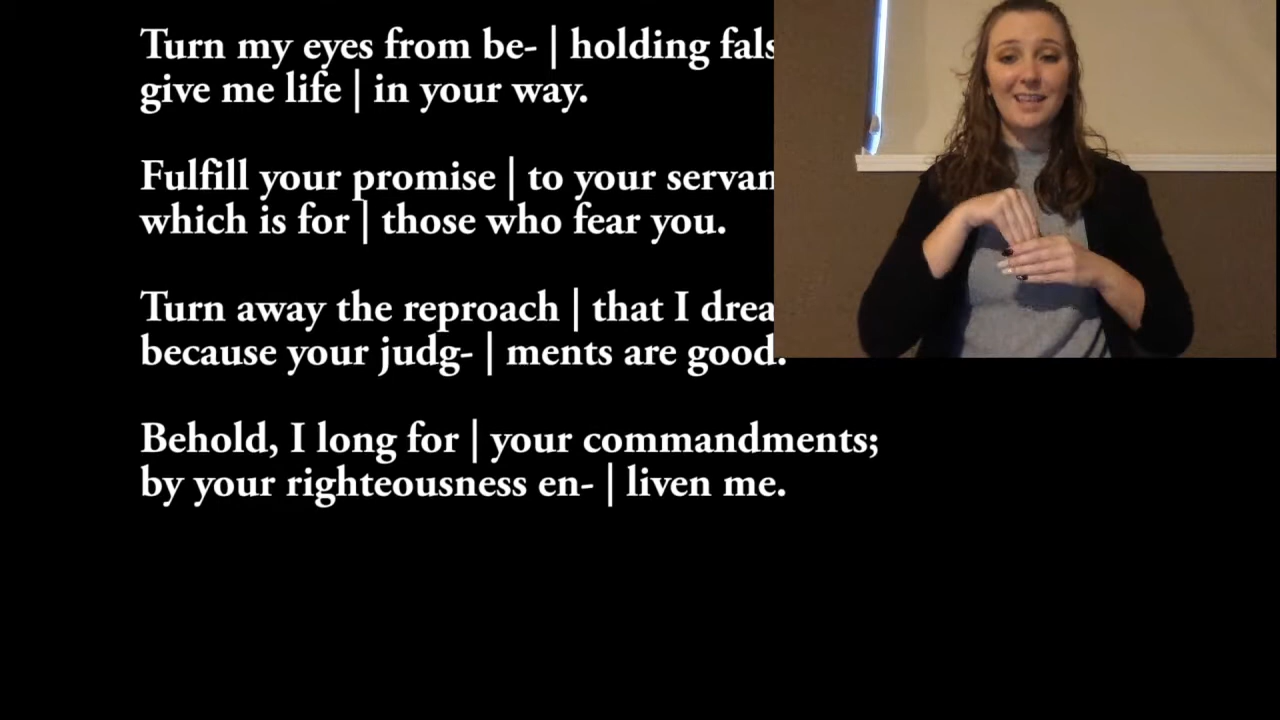 Turn my eyes from be- | holding
give me life | in your way.
Fulfill your promise | to your
which is for | those who fear you.
Turn away the reproach | that I
because your judg- | ments are good.
Behold, I long for | your commandments;
by your righteousness en- | liven me.